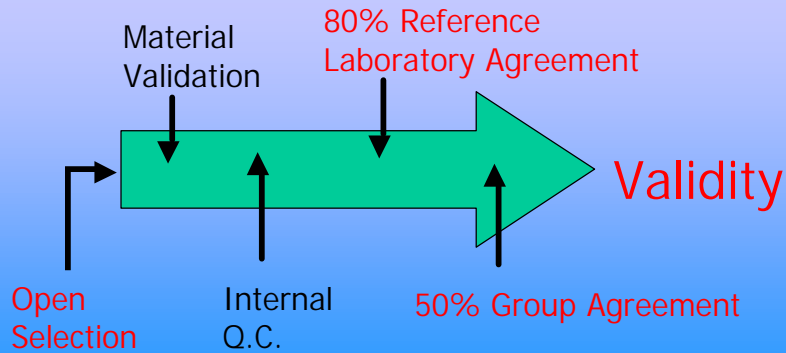 Material
Validation
80% Reference
Laboratory Agreement
Validity
Open
Selection
Internal
Q.C.
50% Group Agreement